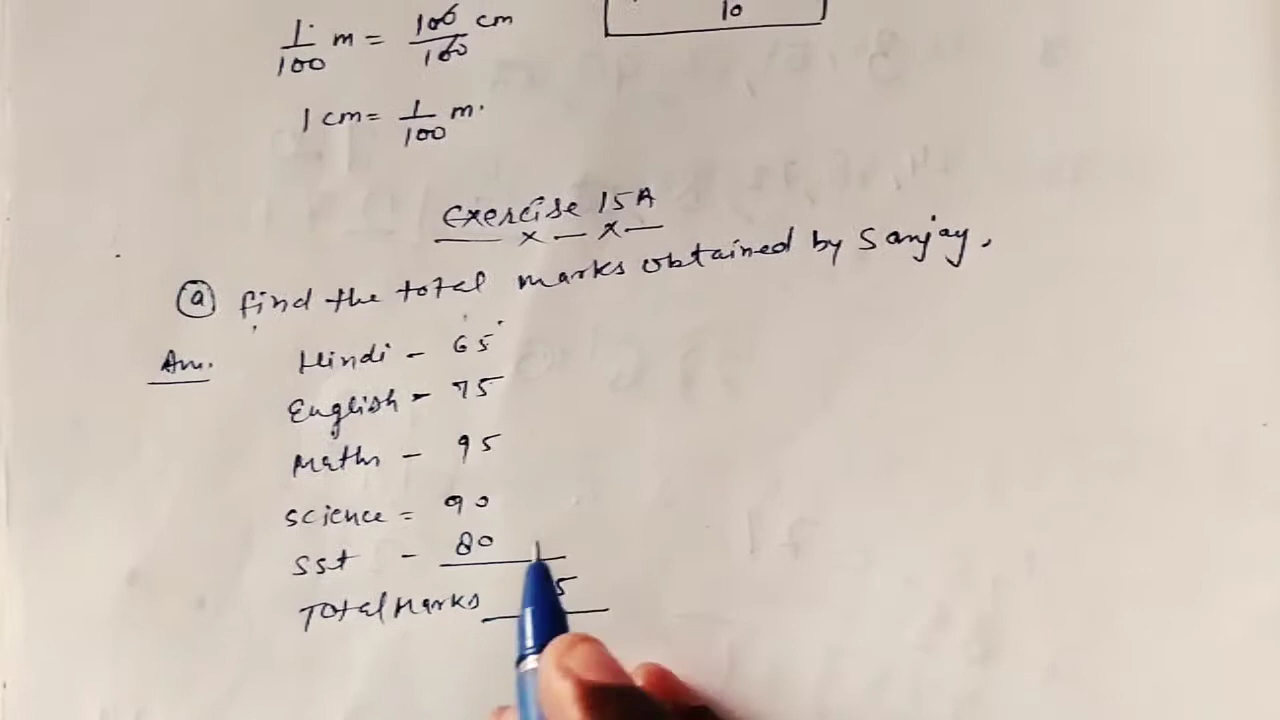 1/100 m = 100/100 cm
10
1 cm = 1/100 m.
Exercise 15A
(a) find the total marks obtained by Sanjay.
Ans. Hindi - 65
English - 75
Maths - 95
Science = 90
SSt - 80
Total Marks 5